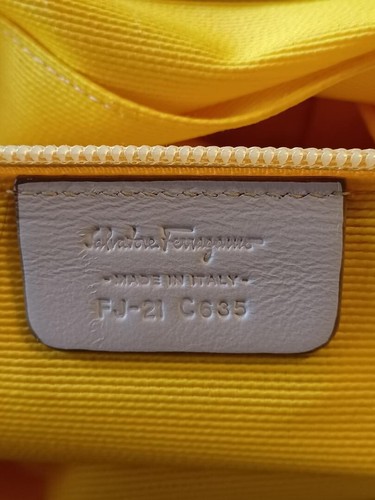 Salvatore Ferragamo
-MADE IN ITALY-
FJ-21 C635